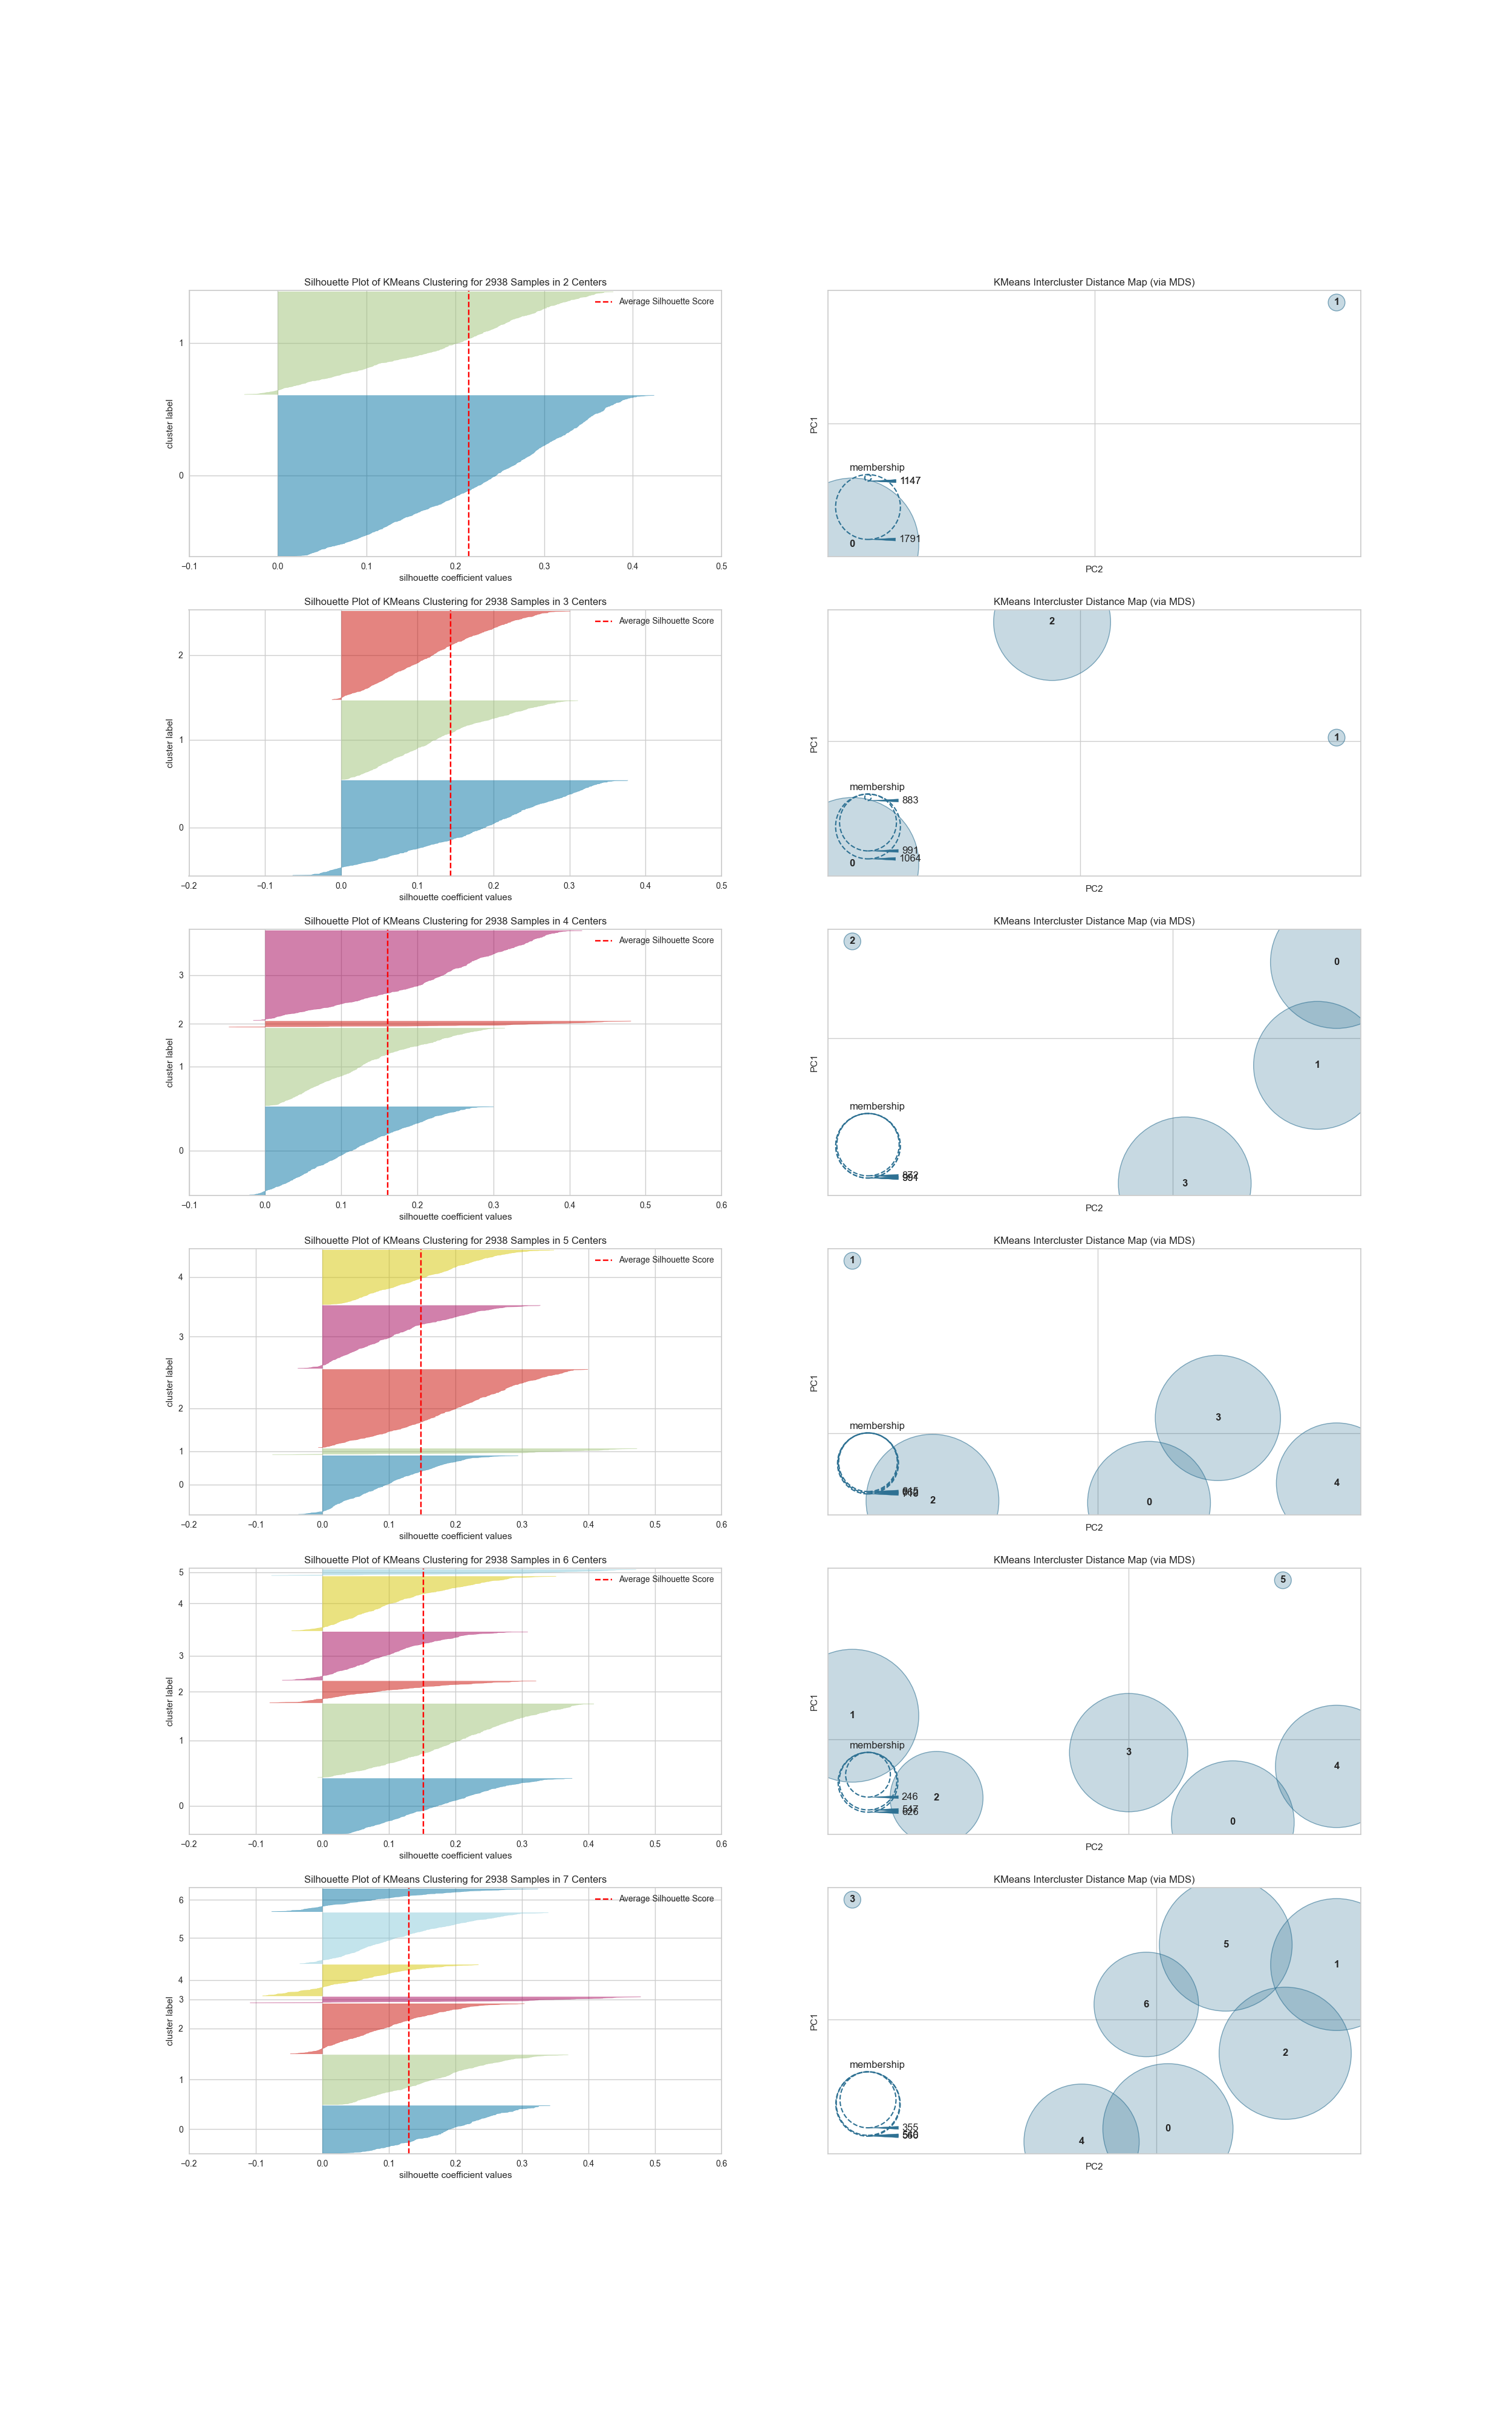 Silhouette Plot of KMeans Clustering for 2938 Samples in 2 Centers
Average Silhouette Score
cluster label
1
0
−0.1 0.0 0.1 0.2 0.3 0.4 0.5
silhouette coefficient values
KMeans Intercluster Distance Map (via MDS)
PC1
1
membership
1147
1791
0
PC2
Silhouette Plot of KMeans Clustering for 2938 Samples in 3 Centers
Average Silhouette Score
cluster label
2
1
0
−0.2 −0.1 0.0 0.1 0.2 0.3 0.4 0.5
silhouette coefficient values
KMeans Intercluster Distance Map (via MDS)
PC1
2
1
membership
883
991
1064
0
PC2
Silhouette Plot of KMeans Clustering for 2938 Samples in 4 Centers
Average Silhouette Score
cluster label
3
2
1
0
−0.1 0.0 0.1 0.2 0.3 0.4 0.5 0.6
silhouette coefficient values
KMeans Intercluster Distance Map (via MDS)
PC1
2
0
1
membership
3
PC2
Silhouette Plot of KMeans Clustering for 2938 Samples in 5 Centers
Average Silhouette Score
cluster label
4
3
2
1
0
−0.2 −0.1 0.0 0.1 0.2 0.3 0.4 0.5 0.6
silhouette coefficient values
KMeans Intercluster Distance Map (via MDS)
PC1
1
3
membership
4
2
0
PC2
Silhouette Plot of KMeans Clustering for 2938 Samples in 6 Centers
Average Silhouette Score
cluster label
5
4
3
2
1
0
−0.2 −0.1 0.0 0.1 0.2 0.3 0.4 0.5 0.6
silhouette coefficient values
KMeans Intercluster Distance Map (via MDS)
PC1
5
1
membership
3
4
246
2
0
PC2
Silhouette Plot of KMeans Clustering for 2938 Samples in 7 Centers
Average Silhouette Score
cluster label
6
5
4
3
2
1
0
−0.2 −0.1 0.0 0.1 0.2 0.3 0.4 0.5 0.6
silhouette coefficient values
KMeans Intercluster Distance Map (via MDS)
PC1
3
5
1
6
2
membership
355
0
4
PC2